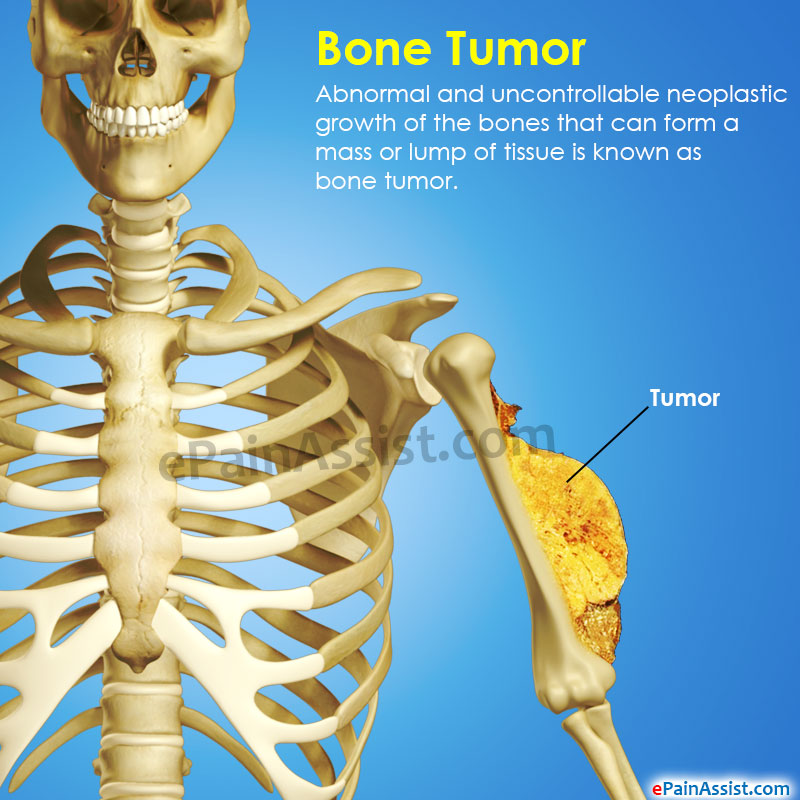 Bone Tumor
Abnormal and uncontrollable neoplastic
growth of the bones that can form a
mass or lump of tissue is known as
bone tumor.
Tumor
ePainAssist.com
ePainAssist.com